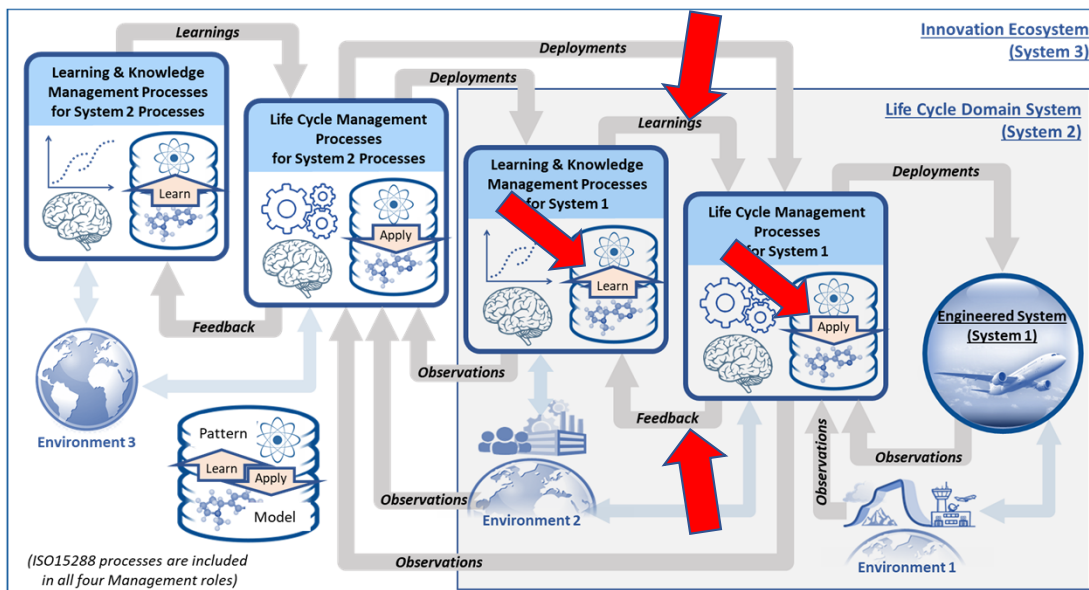 Learnings
Deployments
Innovation Ecosystem
(System 3)
Learning & Knowledge
Management Processes
for System 2 Processes
Learn
Deployments
Life Cycle Management
Processes
for System 2 Processes
Apply
Life Cycle Domain System
(System 2)
Learnings
Learning & Knowledge
Management Processes
for System 1
Learn
Deployments
Life Cycle Management
Processes
for System 1
Apply
Engineered System
(System 1)
Feedback
Observations
Feedback
Observations
Observations
Environment 3
Pattern
Learn
Apply
Model
Observations
Environment 2
Observations
Environment 1
(ISO15288 processes are included
in all four Management roles)